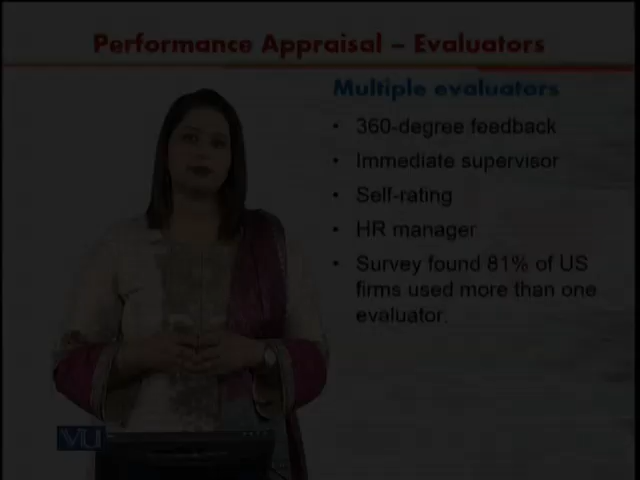 Performance Appraisal – Evaluators
Multiple evaluators
• 360-degree feedback
• Immediate supervisor
• Self-rating
• HR manager
• Survey found 81% of US
firms used more than one
evaluator.
VU